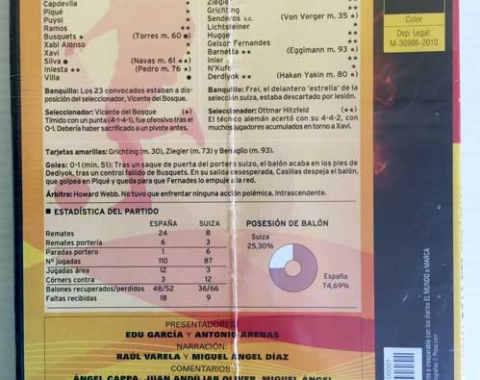 Capdevila ★
Piqué ★
Puyol ★
Ramos ★
Busquets ★ (Torres m. 60 ●)
Xabi Alonso ★
Xavi ★
Silva ● (Navas m. 61 ★★)
Iniesta ★★ (Pedro m. 76 ★)
Villa ●
Ziegler
Grichting
Senderos s.c. (Von Verger m. 35 ★)
Lichtsteiner
Hugge
Gelson Fernandes
Barnetta ★★ (Eggimann m. 93 ★)
Inler
N'Kufo
Derdiyok ★★ (Hakan Yakin m. 80 ★)
Banquillo: Los 23 convocados estaban a dis-
posición del seleccionador, Vicente del Bosque.
Seleccionador: Vicente del Bosque (★)
Tímido con un punta (4-1-4-1), fue ofensivo tras el
0-1. Debería haber sacrificado a un pivote antes.
Banquillo: Frei, el delantero 'estrella' de la
selección suiza, estaba descartado por lesión.
Seleccionador: Ottmar Hitzfeld (★★)
El técnico alemán acertó con su 4-4-2, con
muchos jugadores acumulados en torno a Xavi.
Tarjetas amarillas: Grichting (m. 30), Ziegler (m. 73) y Benaglio (m. 93).
Goles: 0-1 (min. 51): Tras un saque de puerta del portero suizo, el balón acaba en los pies de
Dediyok, tras un control fallido de Busquets. En su salida desesperada, Casillas despeja el balón,
que golpea en Piqué y queda para que Fernades lo empuje a la red.
Árbitro: Howard Webb. No tuvo que enfrentar ninguna acción polémica. Intrascendente.
■ ESTADÍSTICA DEL PARTIDO
ESPAÑA SUIZA
Remates 24 8
Remates portería 6 3
Paradas portero 1 6
Nº jugadas 110 87
Jugadas área 12 3
Córners contra 3 12
Balones recuperados/perdidos 48/52 36/66
Faltas recibidas 18 9
POSESIÓN DE BALÓN
Suiza
25,30%
España
74,69%
PRESENTADORES:
EDU GARCÍA Y ANTONIO ARENAS
NARRACIÓN:
RAÚL VARELA Y MIGUEL ÁNGEL DÍAZ
COMENTARIOS:
ÁNGEL CAPPA, JUAN ANDÚJAR OLIVER, MIGUEL ÁNGEL
Color
Dep. Legal:
M-30986-2010